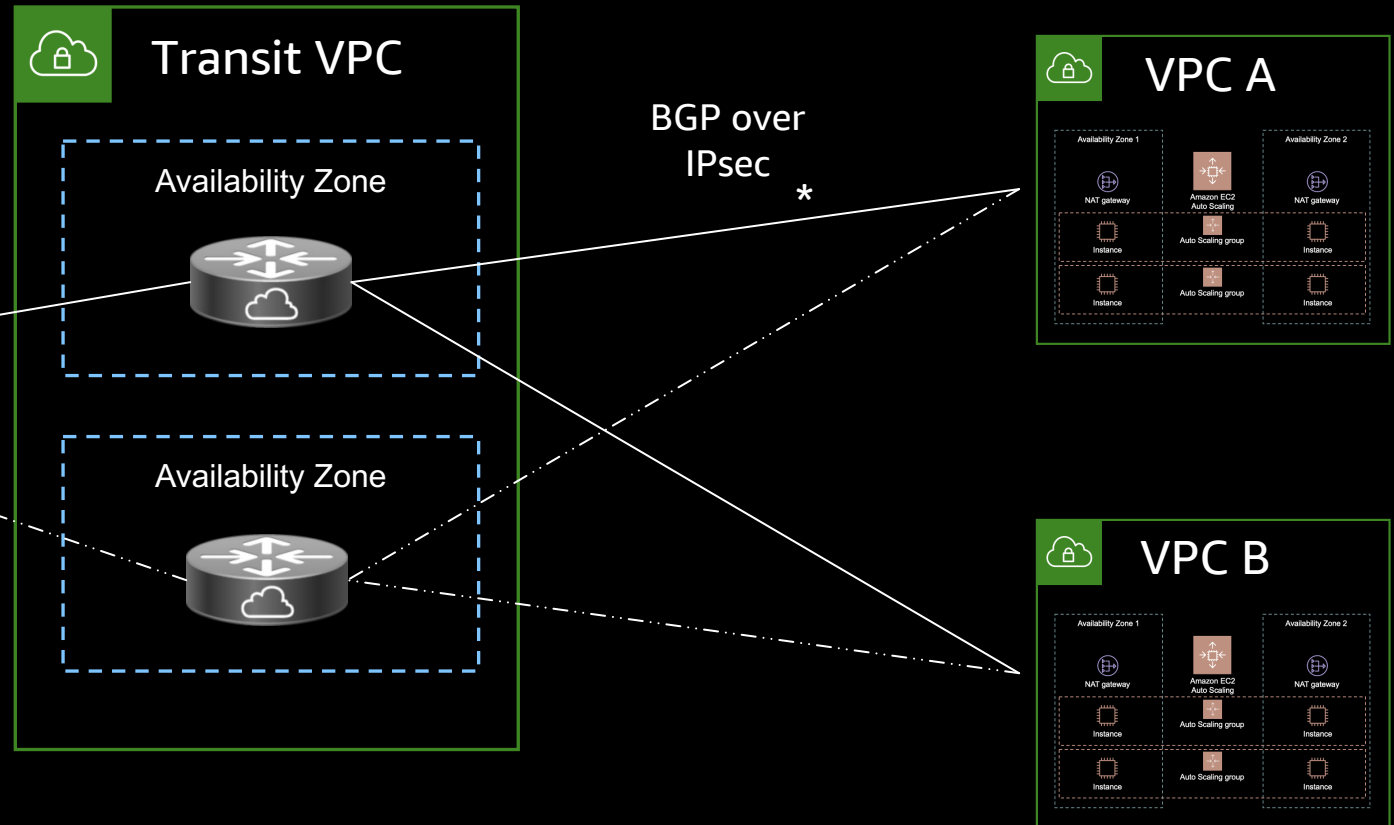 Transit VPC
Availability Zone
Availability Zone
BGP over
IPsec
*
VPC A
Availability Zone 1
Availability Zone 2
NAT gateway
Amazon EC2
Auto Scaling
NAT gateway
Instance
Auto Scaling group
Instance
Instance
Auto Scaling group
Instance
VPC B
Availability Zone 1
Availability Zone 2
NAT gateway
Amazon EC2
Auto Scaling
NAT gateway
Instance
Auto Scaling group
Instance
Instance
Auto Scaling group
Instance